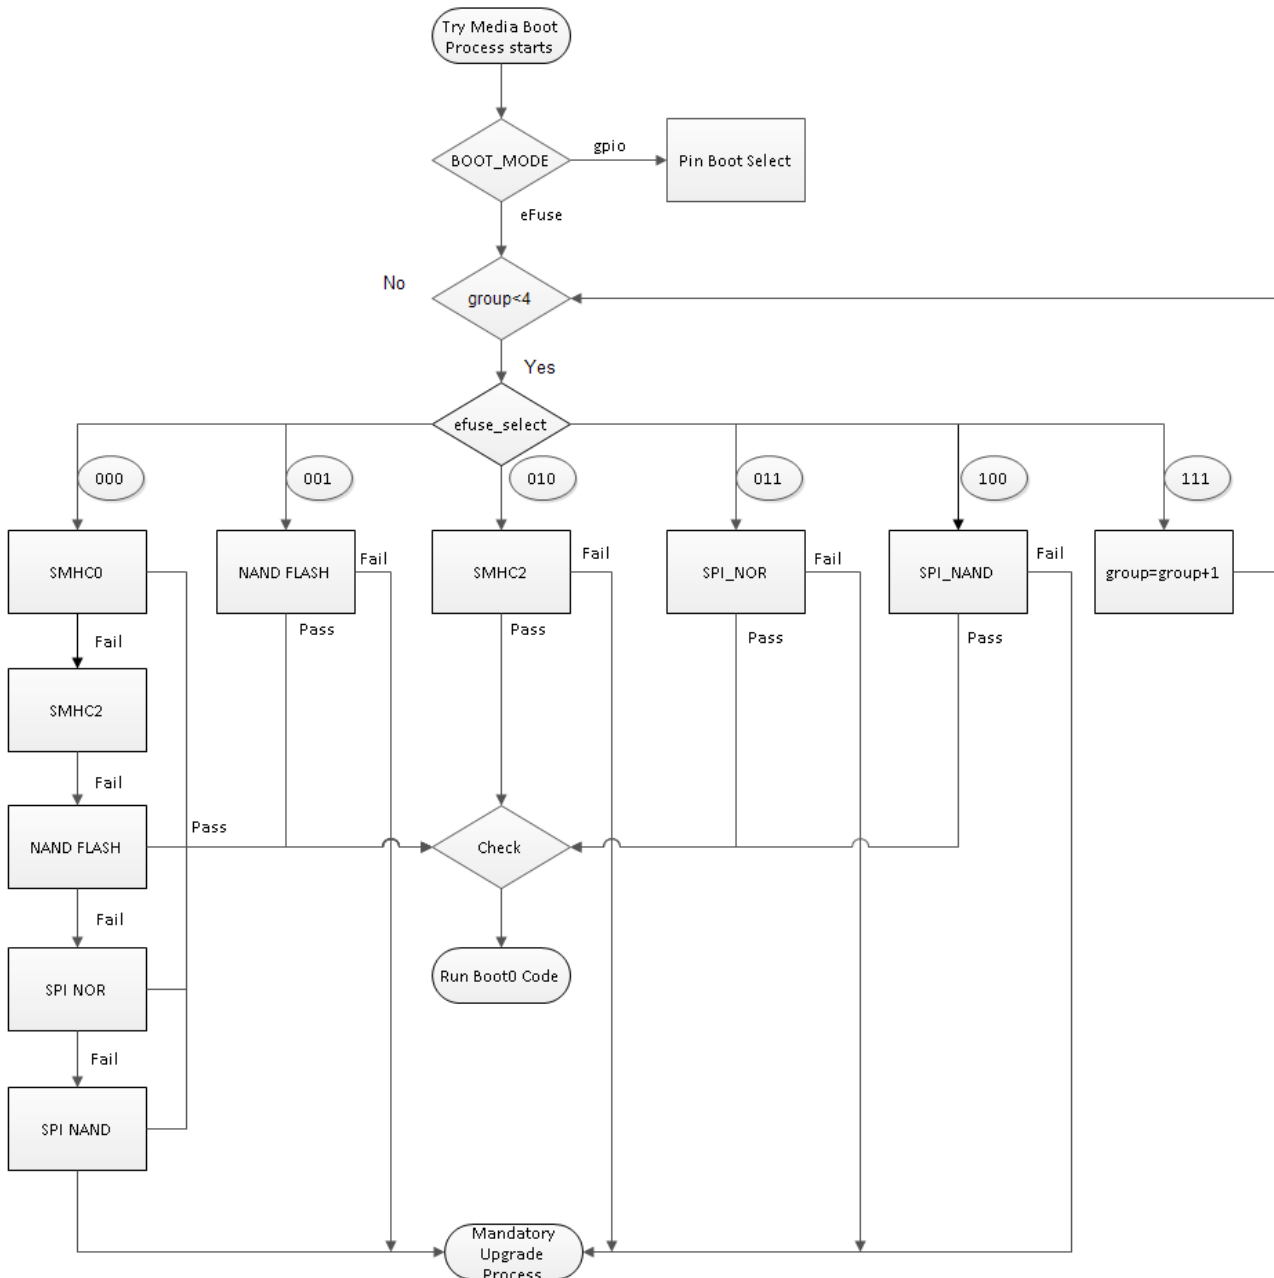 Try Media Boot
Process starts
BOOT_MODE
gpio
Pin Boot Select
eFuse
No
group<4
Yes
efuse_select
000
001
010
011
100
111
SMHC0
NAND FLASH
Fail
SMHC2
Fail
SPI_NOR
Fail
SPI_NAND
Fail
group=group+1
Fail
Pass
Pass
Pass
Pass
SMHC2
Fail
NAND FLASH
Pass
Check
Fail
SPI NOR
Run Boot0 Code
Fail
SPI NAND
Mandatory
Upgrade
Process